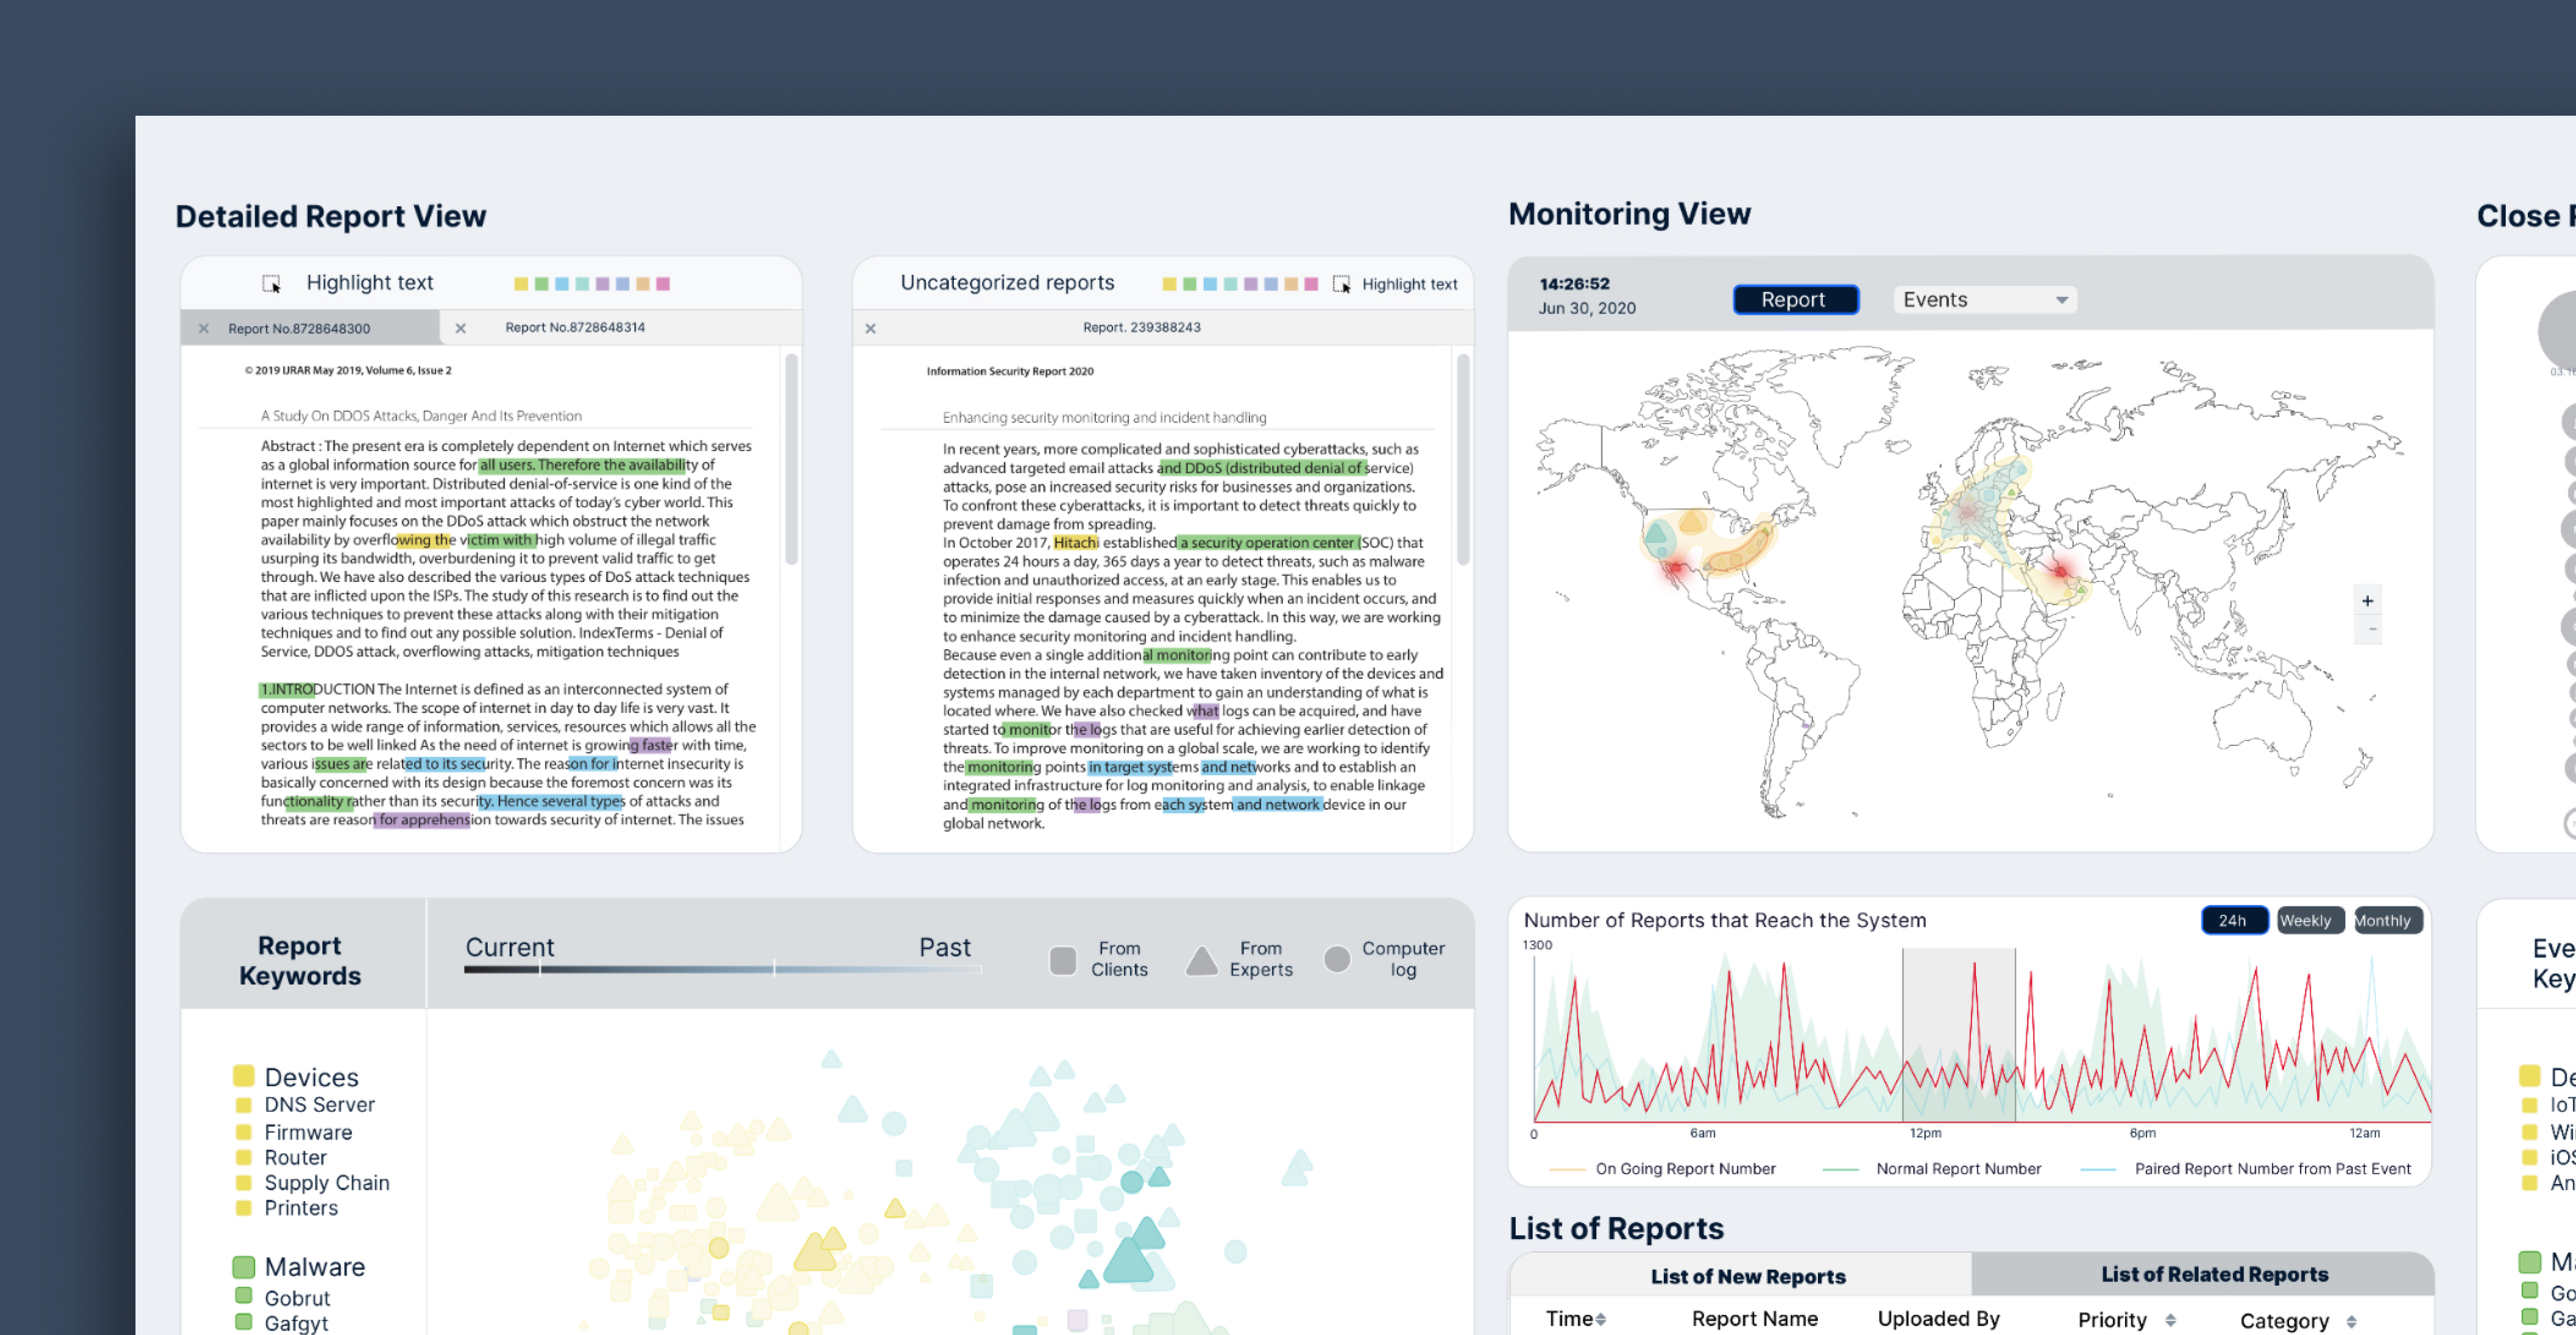 Detailed Report View
Highlight text
Report No.8728648300
Report No.8728648314
© 2019 IJRAR May 2019, Volume 6, Issue 2
A Study On DDOS Attacks, Danger And Its Prevention
Abstract : The present era is completely dependent on Internet which serves
as a global information source for all users. Therefore the availability of
internet is very important. Distributed denial-of-service is one kind of the
most highlighted and most important attacks of today's cyber world. This
paper mainly focuses on the DDoS attack which obstruct the network
availability by overflowing the victim with high volume of illegal traffic
usurping its bandwidth, overburdening it to prevent valid traffic to get
through. We have also described the various types of DoS attack techniques
that are inflicted upon the ISPs. The study of this research is to find out the
various techniques to prevent these attacks along with their mitigation
techniques and to find out any possible solution. IndexTerms - Denial of
Service, DDOS attack, overflowing attacks, mitigation techniques
1.INTRODUCTION The Internet is defined as an interconnected system of
computer networks. The scope of internet in day to day life is very vast. It
provides a wide range of information, services, resources which allows all the
sectors to be well linked As the need of internet is growing faster with time,
various issues are related to its security. The reason for internet insecurity is
basically concerned with its design because the foremost concern was its
functionality rather than its security. Hence several types of attacks and
threats are reason for apprehension towards security of internet. The issues
Uncategorized reports
Highlight text
Report. 239388243
Information Security Report 2020
Enhancing security monitoring and incident handling
In recent years, more complicated and sophisticated cyberattacks, such as
advanced targeted email attacks and DDoS (distributed denial of service)
attacks, pose an increased security risks for businesses and organizations.
To confront these cyberattacks, it is important to detect threats quickly to
prevent damage from spreading.
In October 2017, Hitachi established a security operation center (SOC) that
operates 24 hours a day, 365 days a year to detect threats, such as malware
infection and unauthorized access, at an early stage. This enables us to
provide initial responses and measures quickly when an incident occurs, and
to minimize the damage caused by a cyberattack. In this way, we are working
to enhance security monitoring and incident handling.
Because even a single additional monitoring point can contribute to early
detection in the internal network, we have taken inventory of the devices and
systems managed by each department to gain an understanding of what is
located where. We have also checked what logs can be acquired, and have
started to monitor the logs that are useful for achieving earlier detection of
threats. To improve monitoring on a global scale, we are working to identify
the monitoring points in target systems and networks and to establish an
integrated infrastructure for log monitoring and analysis, to enable linkage
and monitoring of the logs from each system and network device in our
global network.
Monitoring View
14:26:52
Jun 30, 2020
Report
Events
+
-
Close
Report
Keywords
Current
Past
From
Clients
From
Experts
Computer
log
Devices
DNS Server
Firmware
Router
Supply Chain
Printers
Malware
Gobrut
Gafgyt
Number of Reports that Reach the System
24h
Weekly
Monthly
1300
0
6am
12pm
6pm
12am
On Going Report Number
Normal Report Number
Paired Report Number from Past Event
List of Reports
List of New Reports
List of Related Reports
Time
Report Name
Uploaded By
Priority
Category